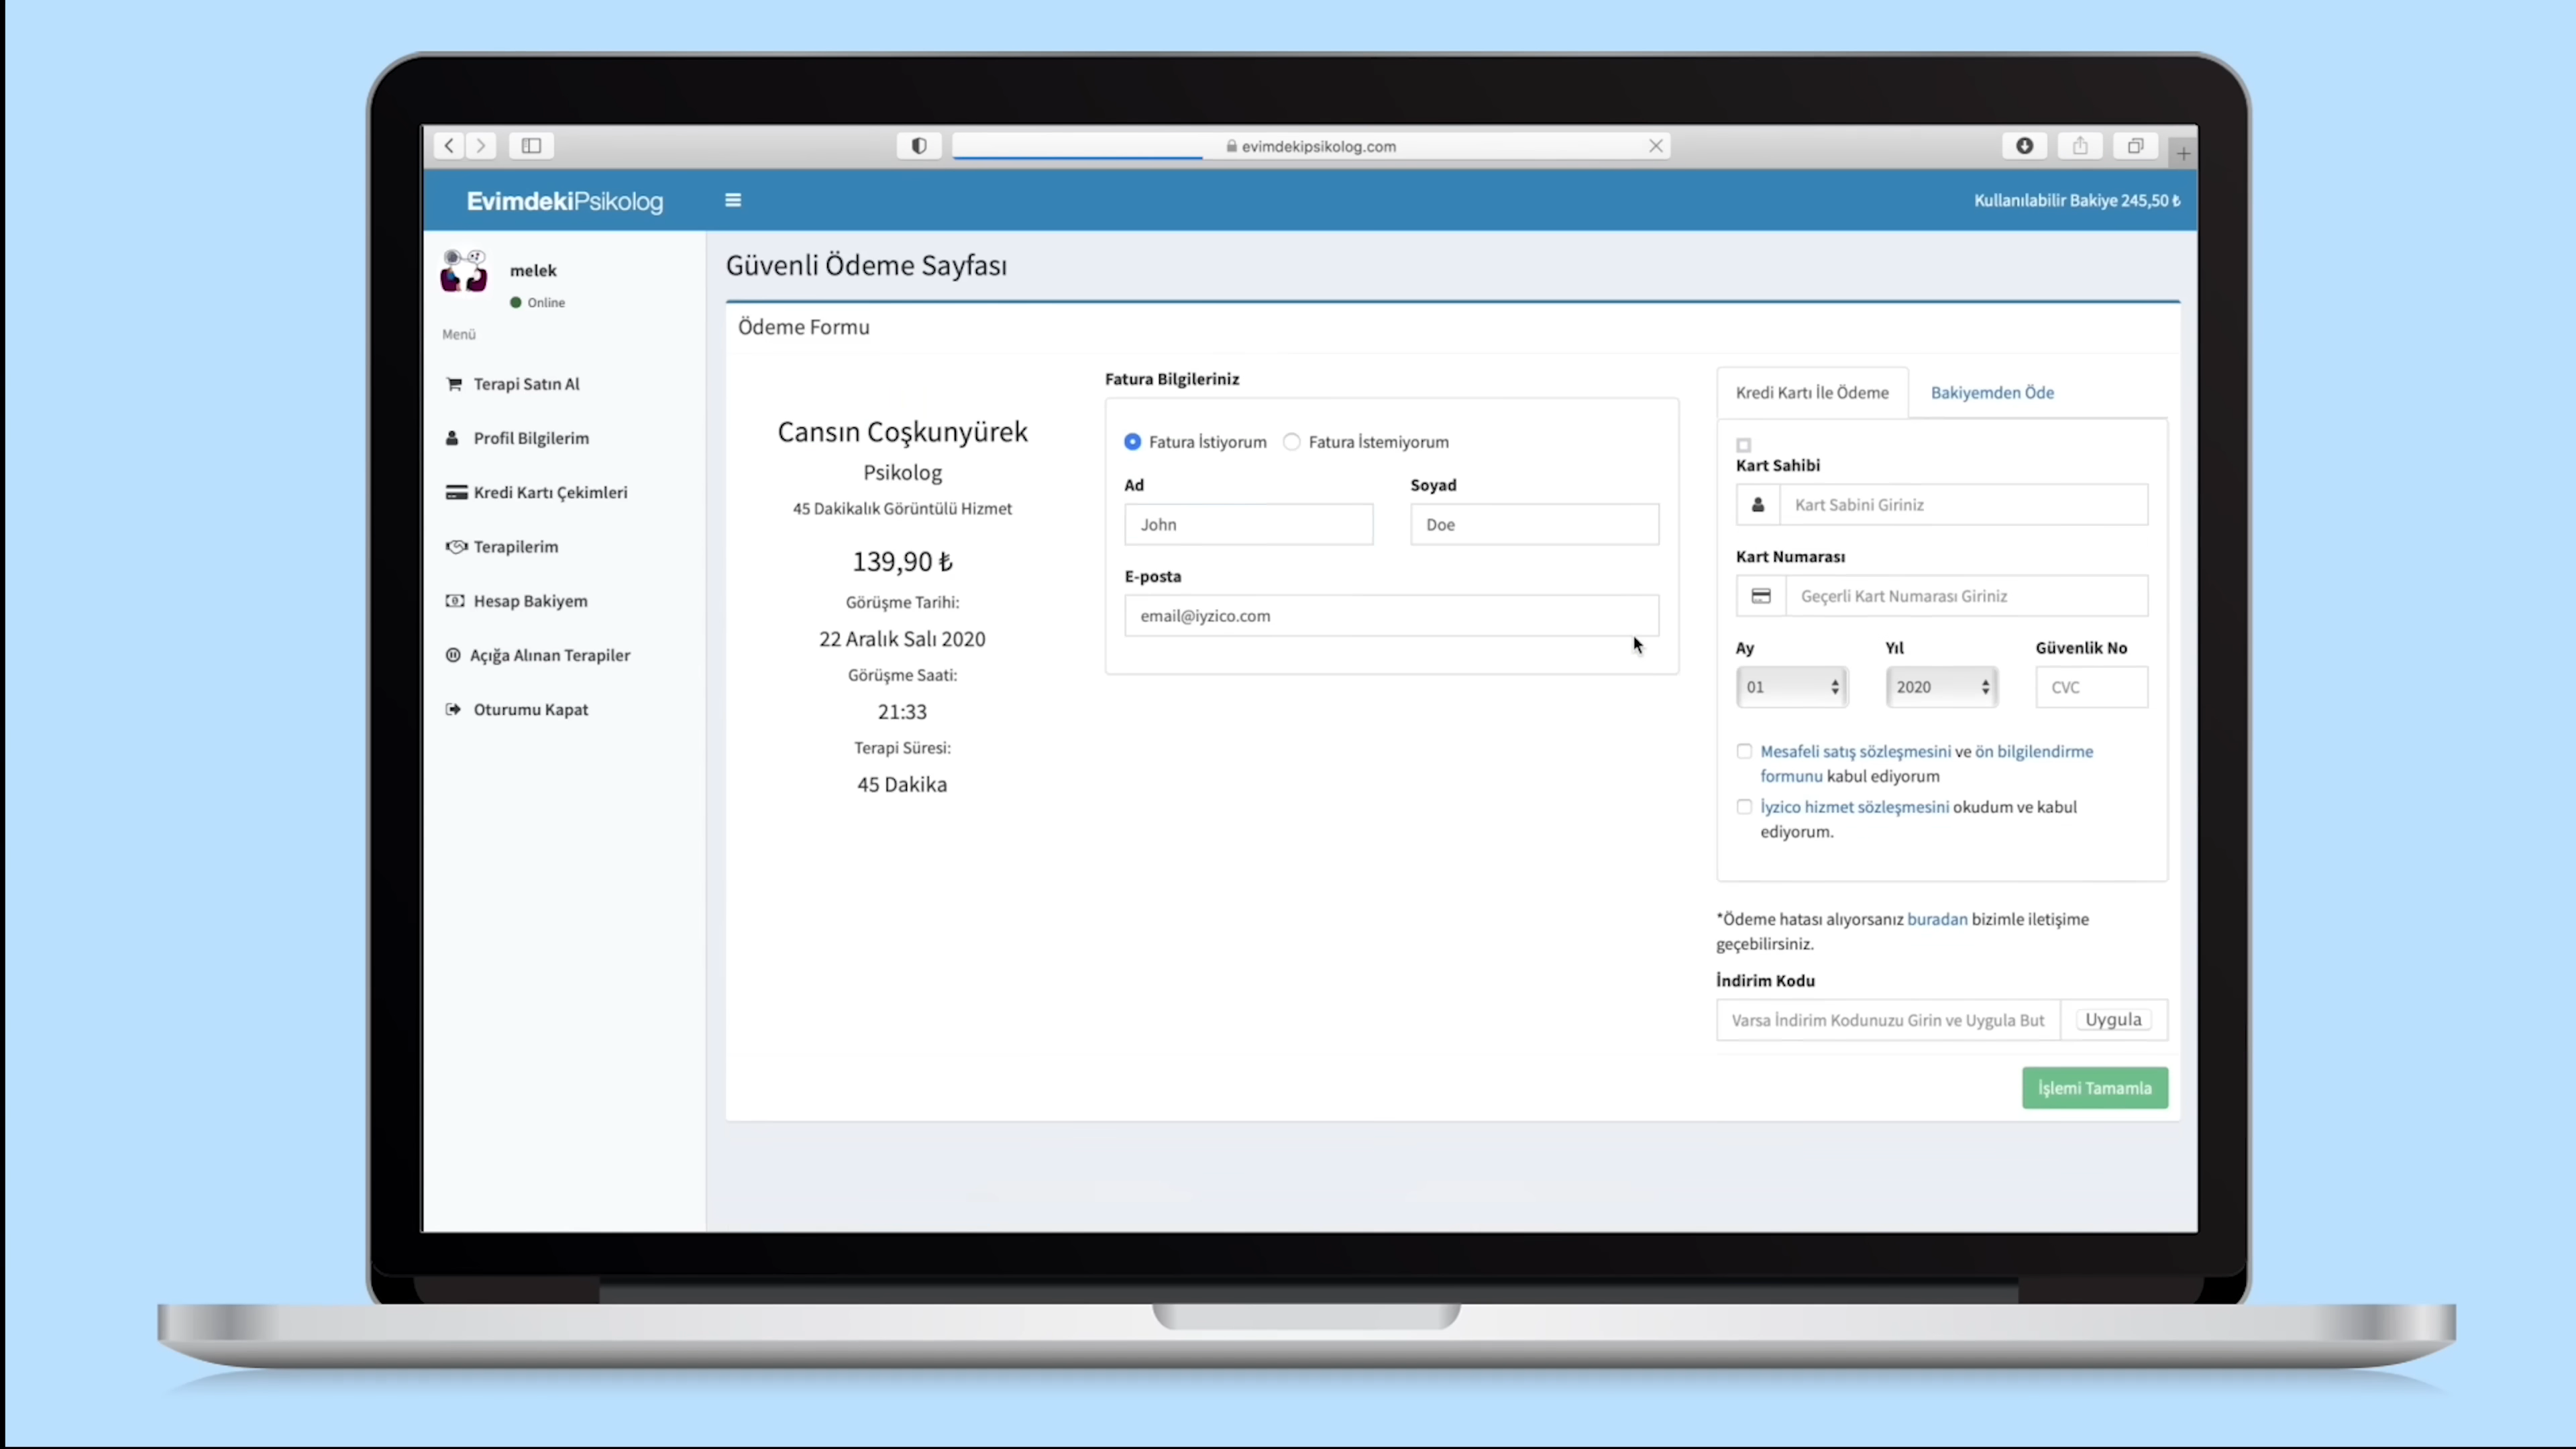 evimdekipsikolog.com
EvimdekiPsikolog
Kullanılabilir Bakiye 245,50 ₺
melek
Online
Menü
Terapi Satın Al
Profil Bilgilerim
Kredi Kartı Çekimleri
Terapilerim
Hesap Bakiyem
Açığa Alınan Terapiler
Oturumu Kapat
Güvenli Ödeme Sayfası
Ödeme Formu
Cansın Coşkunyürek
Psikolog
45 Dakikalık Görüntülü Hizmet
139,90 ₺
Görüşme Tarihi:
22 Aralık Salı 2020
Görüşme Saati:
21:33
Terapi Süresi:
45 Dakika
Fatura Bilgileriniz
Fatura İstiyorum Fatura İstemiyorum
Ad Soyad
John Doe
E-posta
email@iyzico.com
Kredi Kartı İle Ödeme Bakiyemden Öde
Kart Sahibi
Kart Sabini Giriniz
Kart Numarası
Geçerli Kart Numarası Giriniz
Ay Yıl Güvenlik No
01 2020 CVC
Mesafeli satış sözleşmesini ve ön bilgilendirme
formunu kabul ediyorum
İyzico hizmet sözleşmesini okudum ve kabul
ediyorum.
*Ödeme hatası alıyorsanız buradan bizimle iletişime
geçebilirsiniz.
İndirim Kodu
Varsa İndirim Kodunuzu Girin ve Uygula But Uygula
İşlemi Tamamla